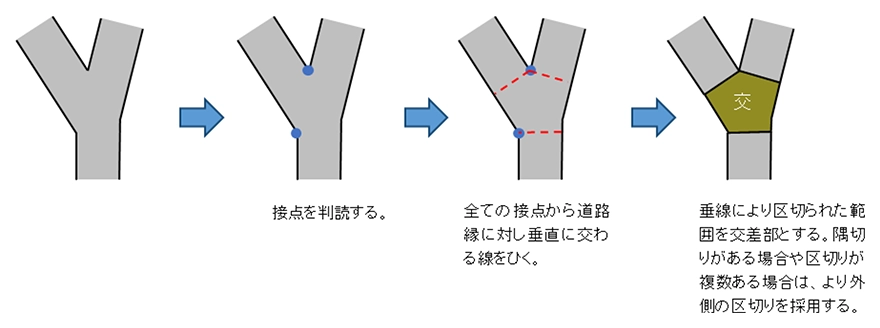 交
接点を判読する。
全ての接点から道路
縁に対し垂直に交わ
る線をひく。
垂線により区切られた範
囲を交差部とする。隅切
りがある場合や区切りが
複数ある場合は、より外
側の区切りを採用する。